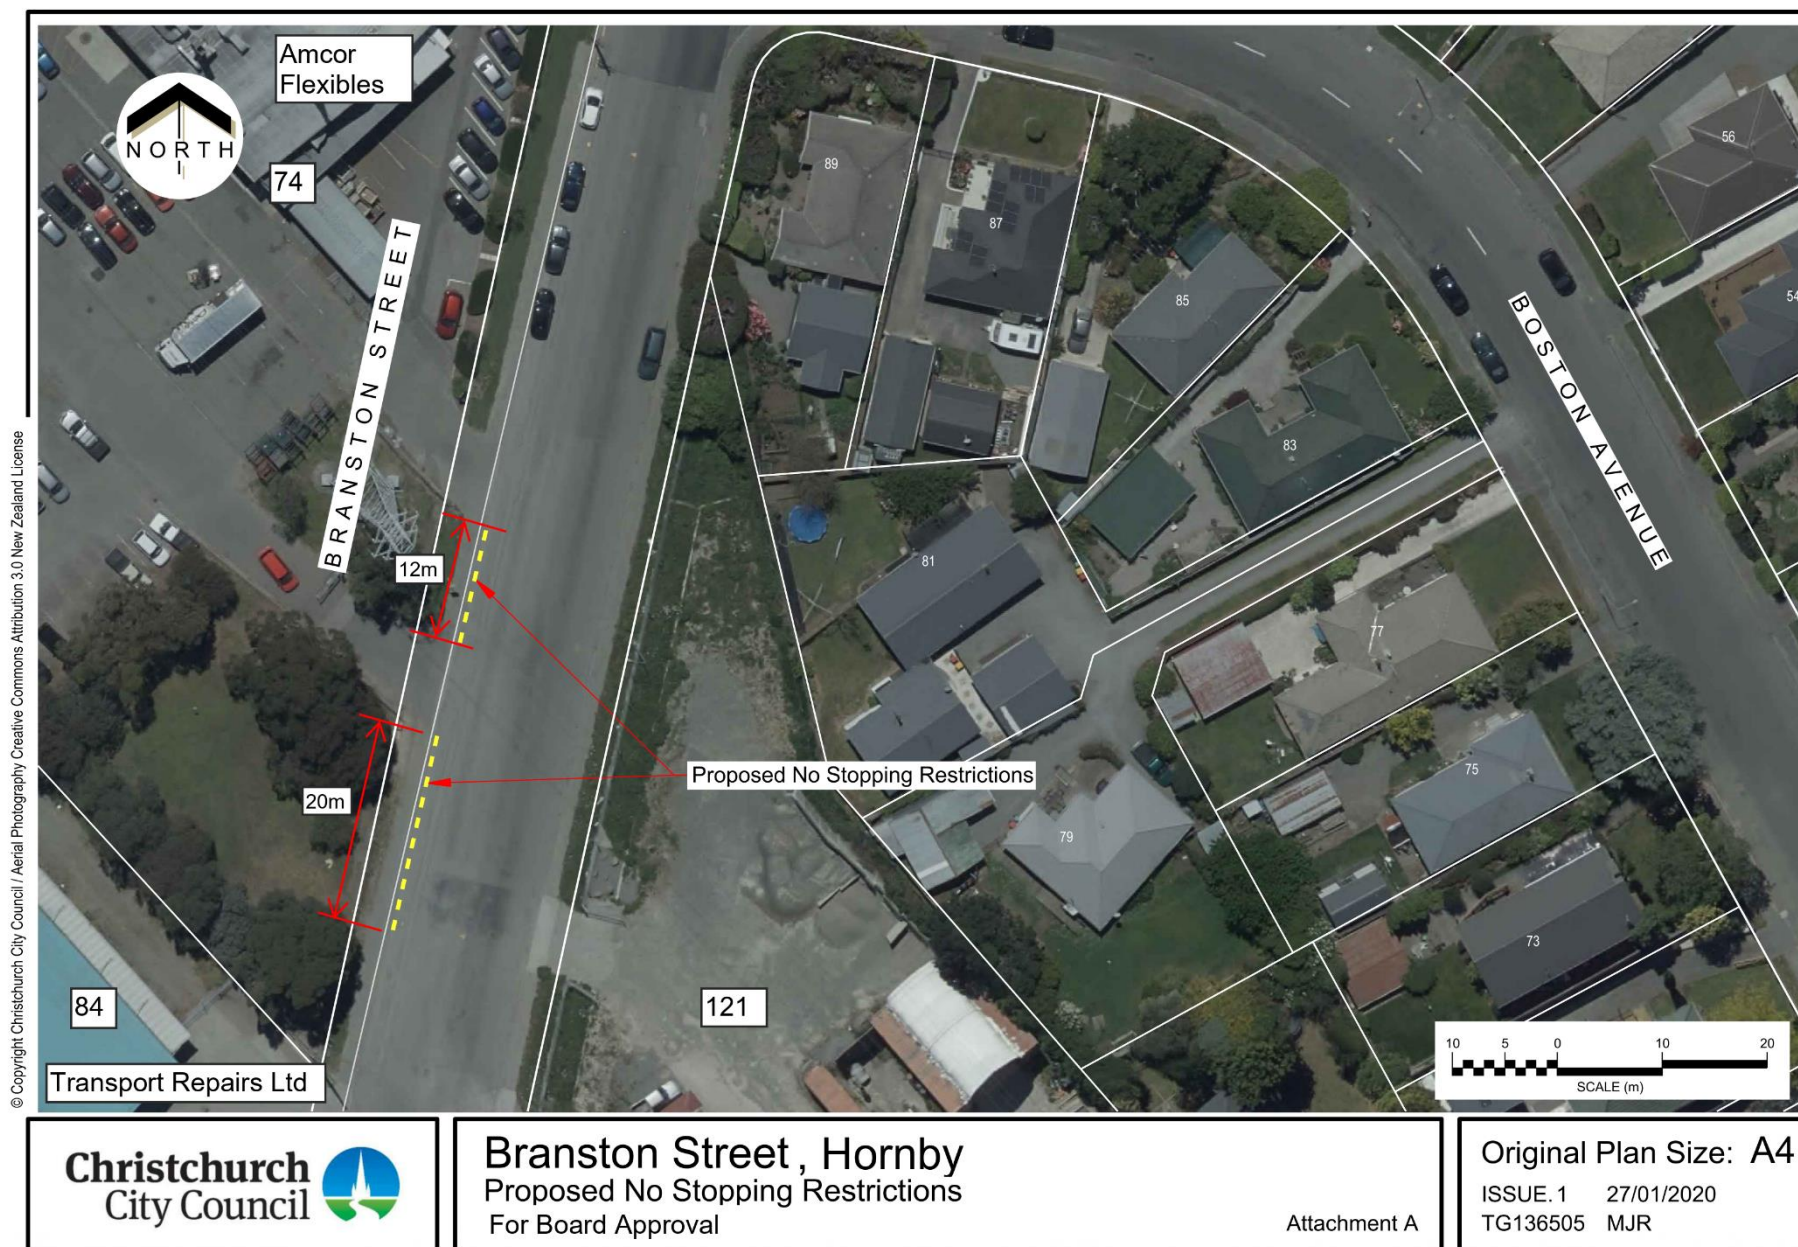 Amcor
Flexibles
NORTH
74
BRANSTON STREET
89
87
85
83
81
79
77
75
73
56
54
BOSTON AVENUE
12m
20m
Proposed No Stopping Restrictions
84
121
Transport Repairs Ltd
10 5 0 10 20
SCALE (m)
© Copyright Christchurch City Council / Aerial Photography Creative Commons Attribution 3.0 New Zealand License
Christchurch
City Council
Branston Street, Hornby
Proposed No Stopping Restrictions
For Board Approval
Attachment A
Original Plan Size: A4
ISSUE.1 27/01/2020
TG136505 MJR